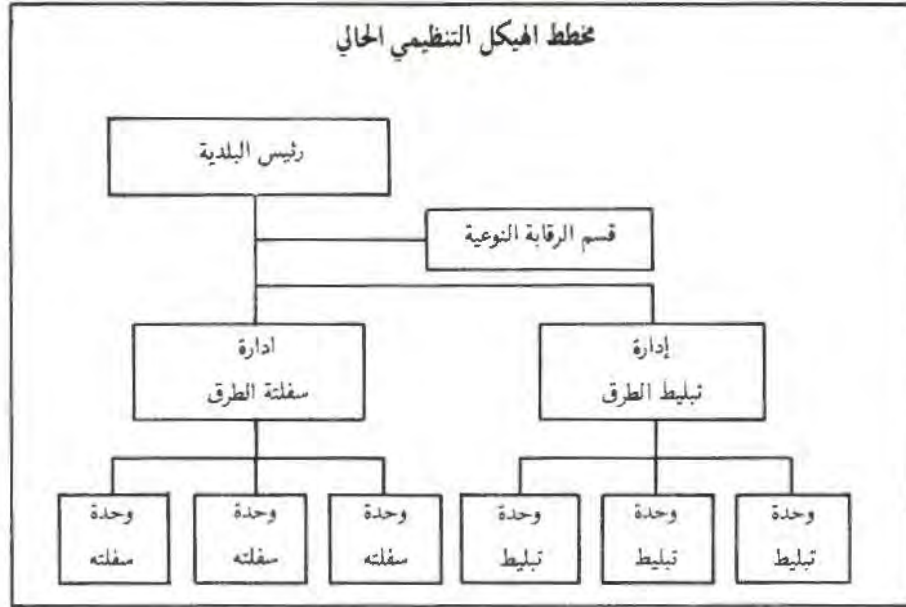 مخطط الهيكل التنظيمي الحالي
رئيس البلدية
قسم الرقابة النوعية
إدارة
تبليط الطرق
ادارة
سفلتة الطرق
وحدة
تبليط
وحدة
تبليط
وحدة
تبليط
وحدة
سفلته
وحدة
سفلته
وحدة
سفلته